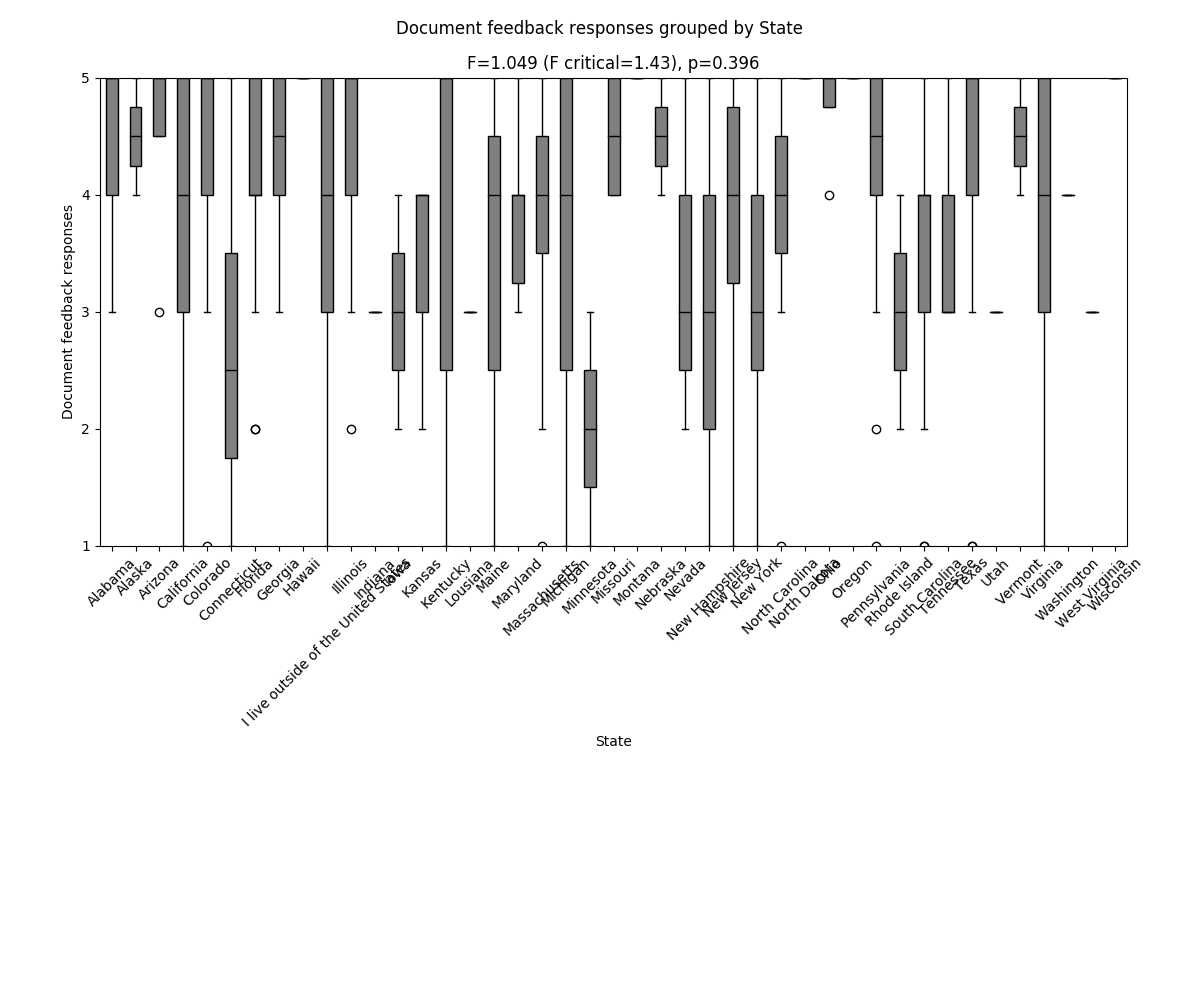 Document feedback responses grouped by State
F=1.049 (F critical=1.43), p=0.396
5
4
3
2
1
Document feedback responses
Alabama
Alaska
Arizona
California
Colorado
Connecticut
Florida
Georgia
Hawaii
I live outside of the United States
Illinois
Indiana
Iowa
Kansas
Kentucky
Lousiana
Maine
Maryland
Massachusetts
Michigan
Minnesota
Missouri
Montana
Nebraska
Nevada
New Hampshire
New Jersey
New York
North Carolina
North Dakota
Ohio
Oregon
Pennsylvania
Rhode Island
South Carolina
Tennessee
Texas
Utah
Vermont
Virginia
Washington
West Virginia
Wisconsin
State